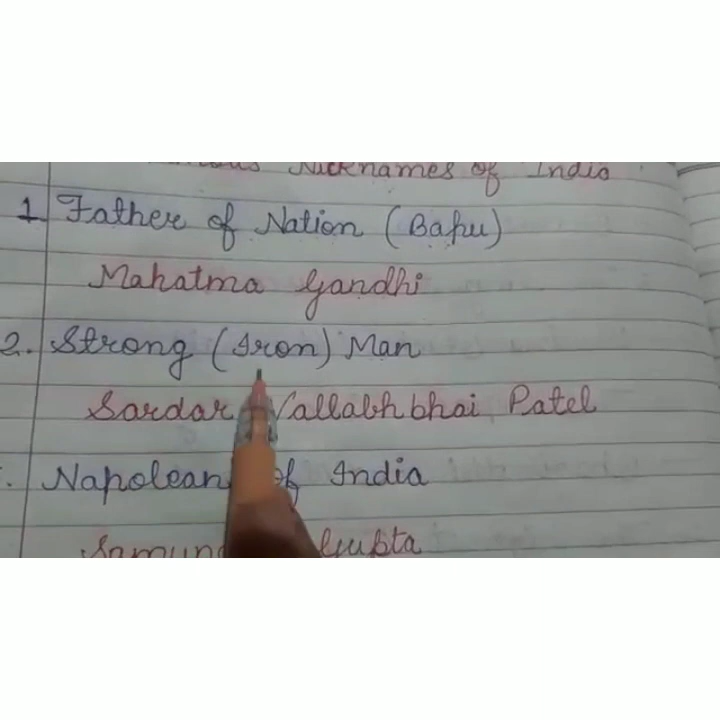 Nicknames of India
1. Father of Nation (Bapu)
Mahatma Gandhi
2. Strong (Iron) Man
Sardar Vallabhbhai Patel
Napolean of India
Gupta